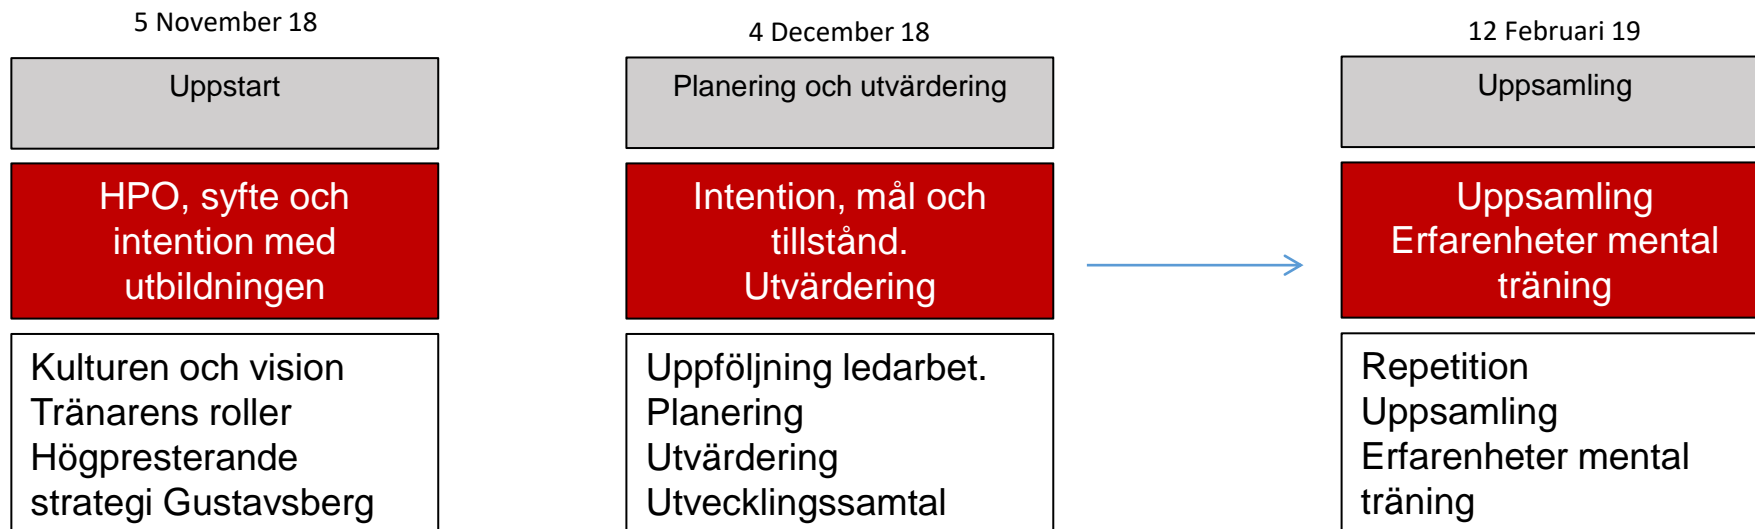 5 November 18
Uppstart
HPO, syfte och
intention med
utbildningen
Kulturen och vision
Tränarens roller
Högpresterande
strategi Gustavsberg
4 December 18
Planering och utvärdering
Intention, mål och
tillstånd.
Utvärdering
Uppföljning ledarbet.
Planering
Utvärdering
Utvecklingssamtal
12 Februari 19
Uppsamling
Uppsamling
Erfarenheter mental
träning
Repetition
Uppsamling
Erfarenheter mental
träning